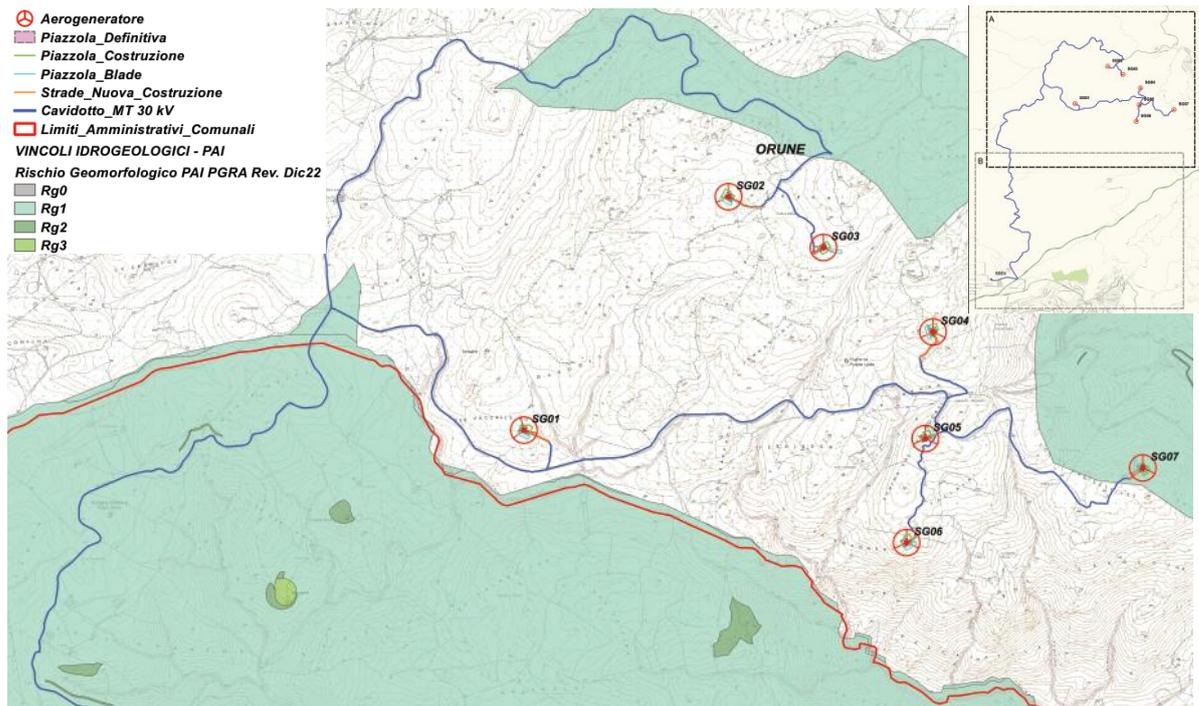 Aerogeneratore
Piazzola_Definitiva
Piazzola_Costruzione
Piazzola_Blade
Strade_Nuova_Costruzione
Cavidotto_MT 30 kV
Limiti_Amministrativi_Comunali
VINCOLI IDROGEOLOGICI - PAI
Rischio Geomorfologico PAI PGRA Rev. Dic22
Rg0
Rg1
Rg2
Rg3
A
B
ORUNE
SG02
SG03
SG04
SG01
SG05
SG07
SG06